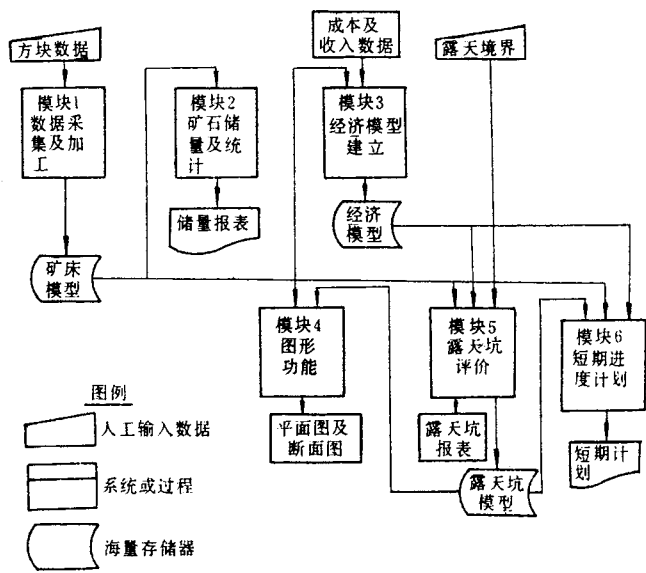 方块数据
成本及
收入数据
露天境界
模块1
数据采
集及加
工
模块2
矿石储
量及统
计
模块3
经济模型
建立
储量报表
经济
模型
矿床
模型
模块4
图形
功能
模块5
露天坑
评价
模块6
短期进
度计划
平面图及
断面图
露天坑
报表
露天坑
模型
短期计
划
图例
人工输入数据
系统或过程
海量存储器